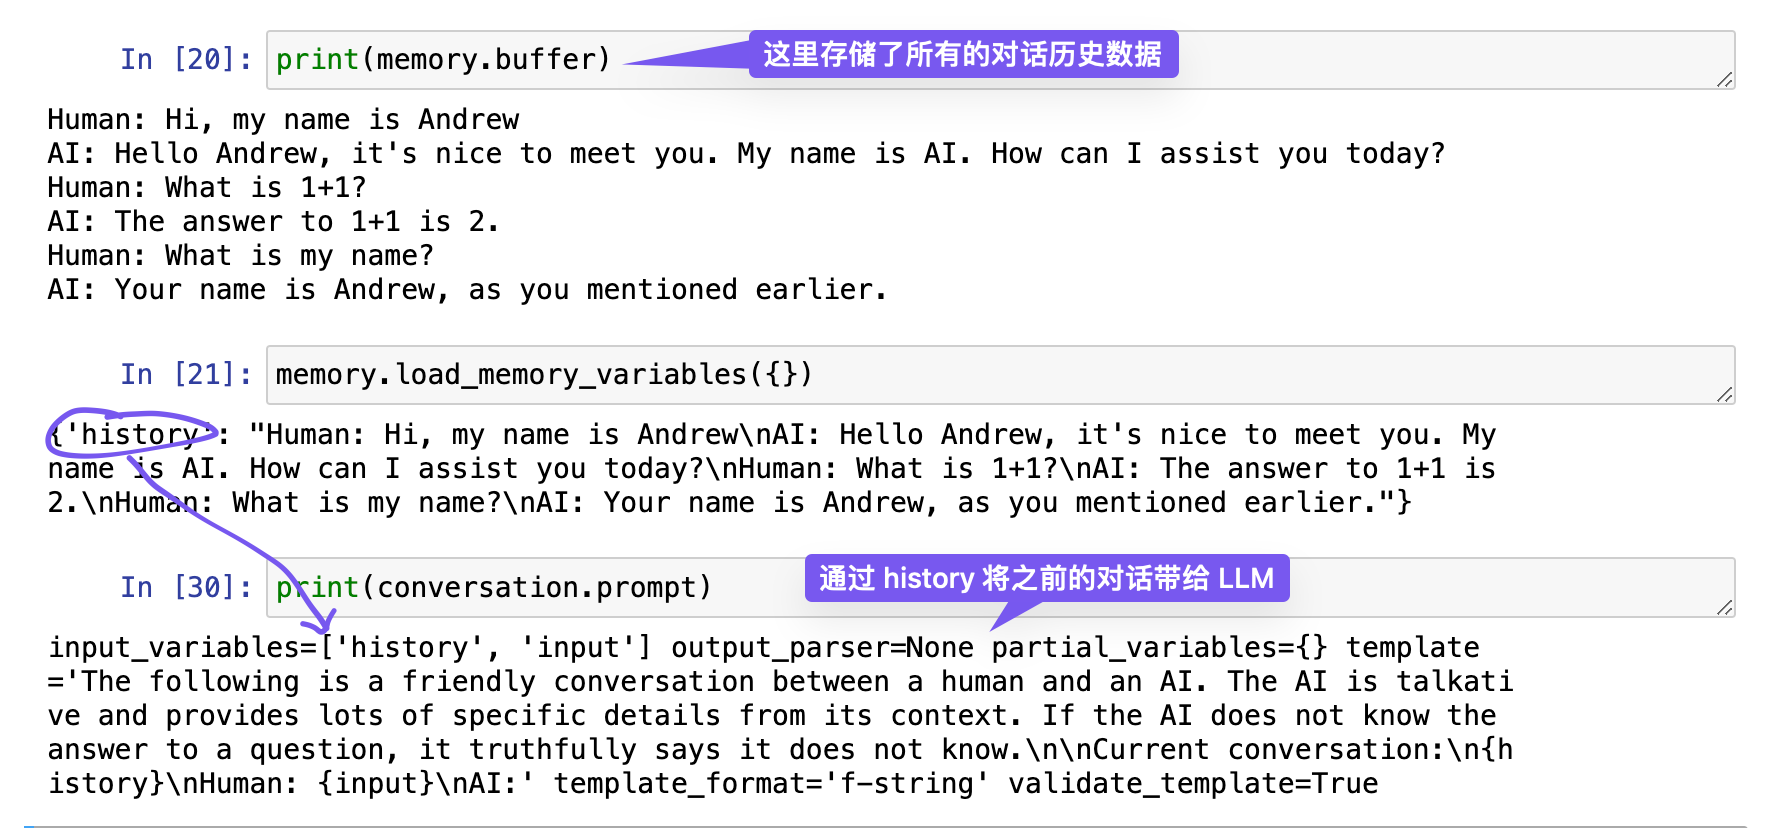 In [20]: print(memory.buffer) 这里存储了所有的对话历史数据
Human: Hi, my name is Andrew
AI: Hello Andrew, it's nice to meet you. My name is AI. How can I assist you today?
Human: What is 1+1?
AI: The answer to 1+1 is 2.
Human: What is my name?
AI: Your name is Andrew, as you mentioned earlier.
In [21]: memory.load_memory_variables({})
{'history': "Human: Hi, my name is Andrew\nAI: Hello Andrew, it's nice to meet you. My
name is AI. How can I assist you today?\nHuman: What is 1+1?\nAI: The answer to 1+1 is
2.\nHuman: What is my name?\nAI: Your name is Andrew, as you mentioned earlier."}
In [30]: print(conversation.prompt) 通过 history 将之前的对话带给 LLM
input_variables=['history', 'input'] output_parser=None partial_variables={} template
='The following is a friendly conversation between a human and an AI. The AI is talkati
ve and provides lots of specific details from its context. If the AI does not know the
answer to a question, it truthfully says it does not know.\n\nCurrent conversation:\n{h
istory}\nHuman: {input}\nAI:' template_format='f-string' validate_template=True